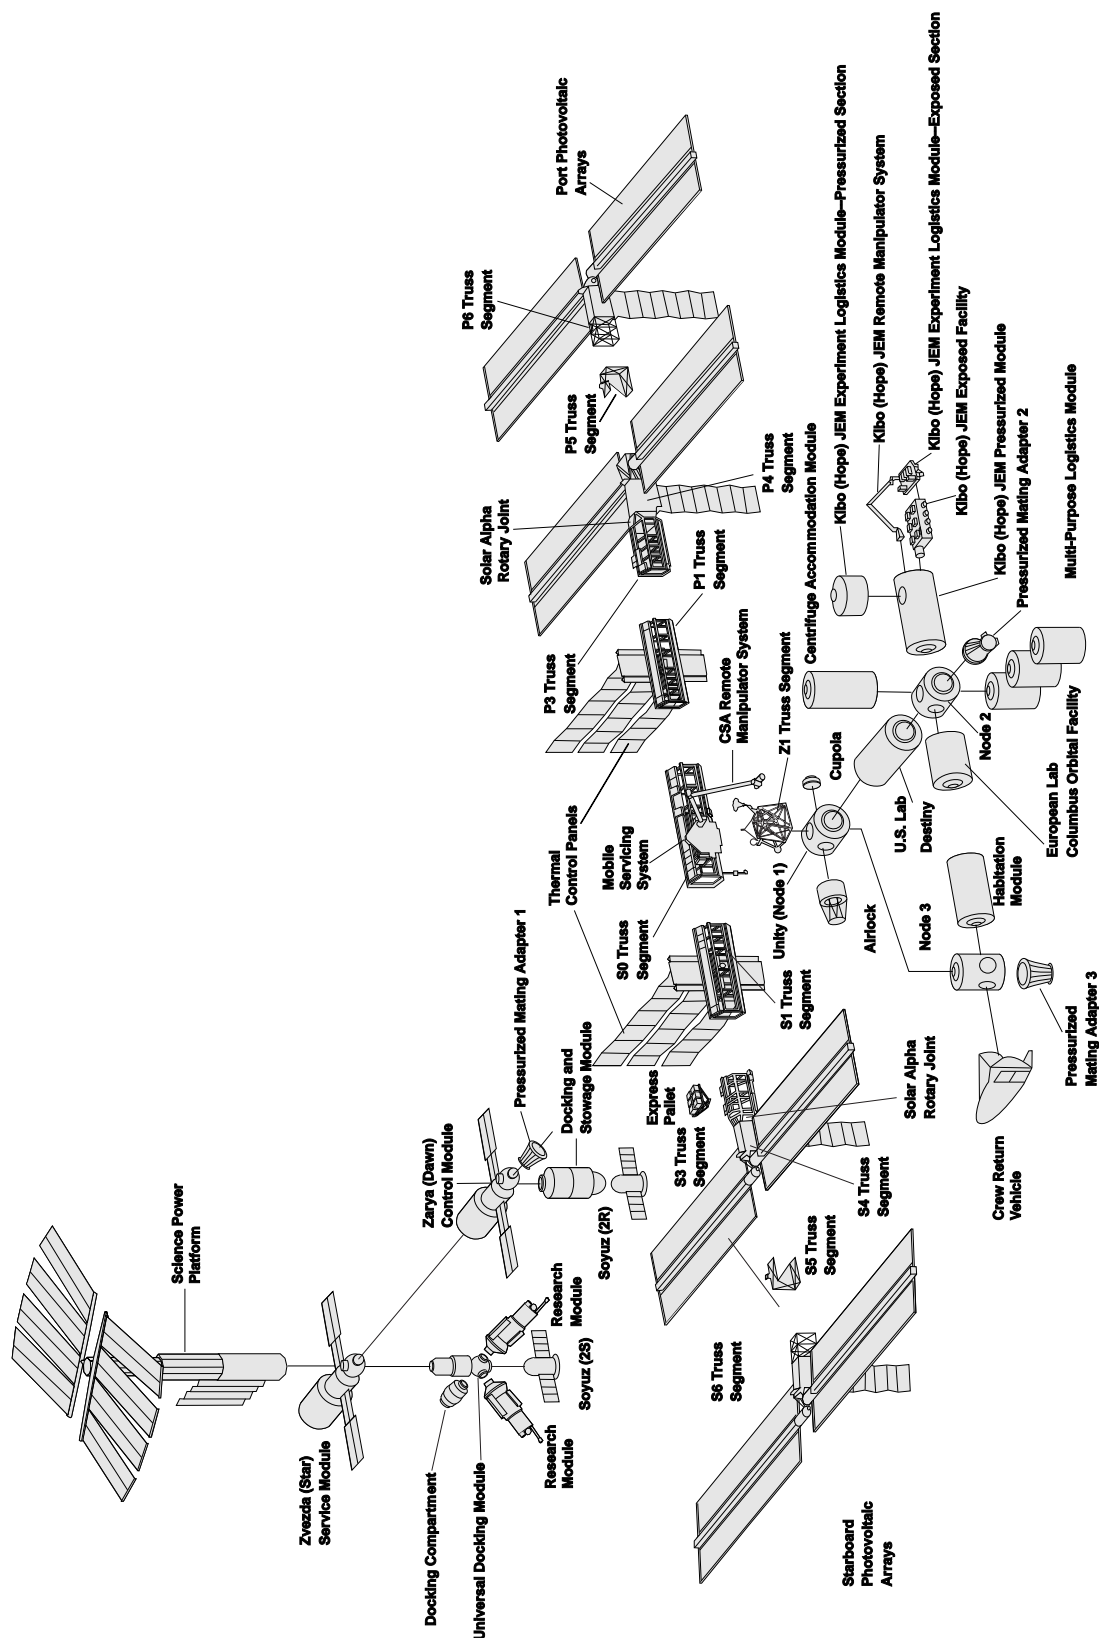 Port Photovoltaic
Arrays
P6 Truss
Segment
P5 Truss
Segment
P4 Truss
Segment
Solar Alpha
Rotary Joint
P3 Truss
Segment
P1 Truss
Segment
Thermal
Control Panels
Mobile
Servicing
System
S0 Truss
Segment
CSA Remote
Manipulator System
Z1 Truss Segment
Cupola
Unity (Node 1)
Airlock
U.S. Lab
Destiny
Node 2
Node 3
Centrifuge Accommodation Module
Kibo (Hope) JEM Experiment Logistics Module–Pressurized Section
Kibo (Hope) JEM Remote Manipulator System
Kibo (Hope) JEM Experiment Logistics Module–Exposed Section
Kibo (Hope) JEM Exposed Facility
Kibo (Hope) JEM Pressurized Module
Pressurized Mating Adapter 2
Multi-Purpose Logistics Module
European Lab
Columbus Orbital Facility
Habitation
Module
Pressurized
Mating Adapter 3
Crew Return
Vehicle
S1 Truss
Segment
Express
Pallet
S3 Truss
Segment
Solar Alpha
Rotary Joint
S4 Truss
Segment
S5 Truss
Segment
S6 Truss
Segment
Starboard
Photovoltaic
Arrays
Pressurized Mating Adapter 1
Docking and
Stowage Module
Zarya (Dawn)
Control Module
Soyuz (2R)
Science Power
Platform
Research
Module
Soyuz (2S)
Research
Module
Zvezda (Star)
Service Module
Docking Compartment
Universal Docking Module